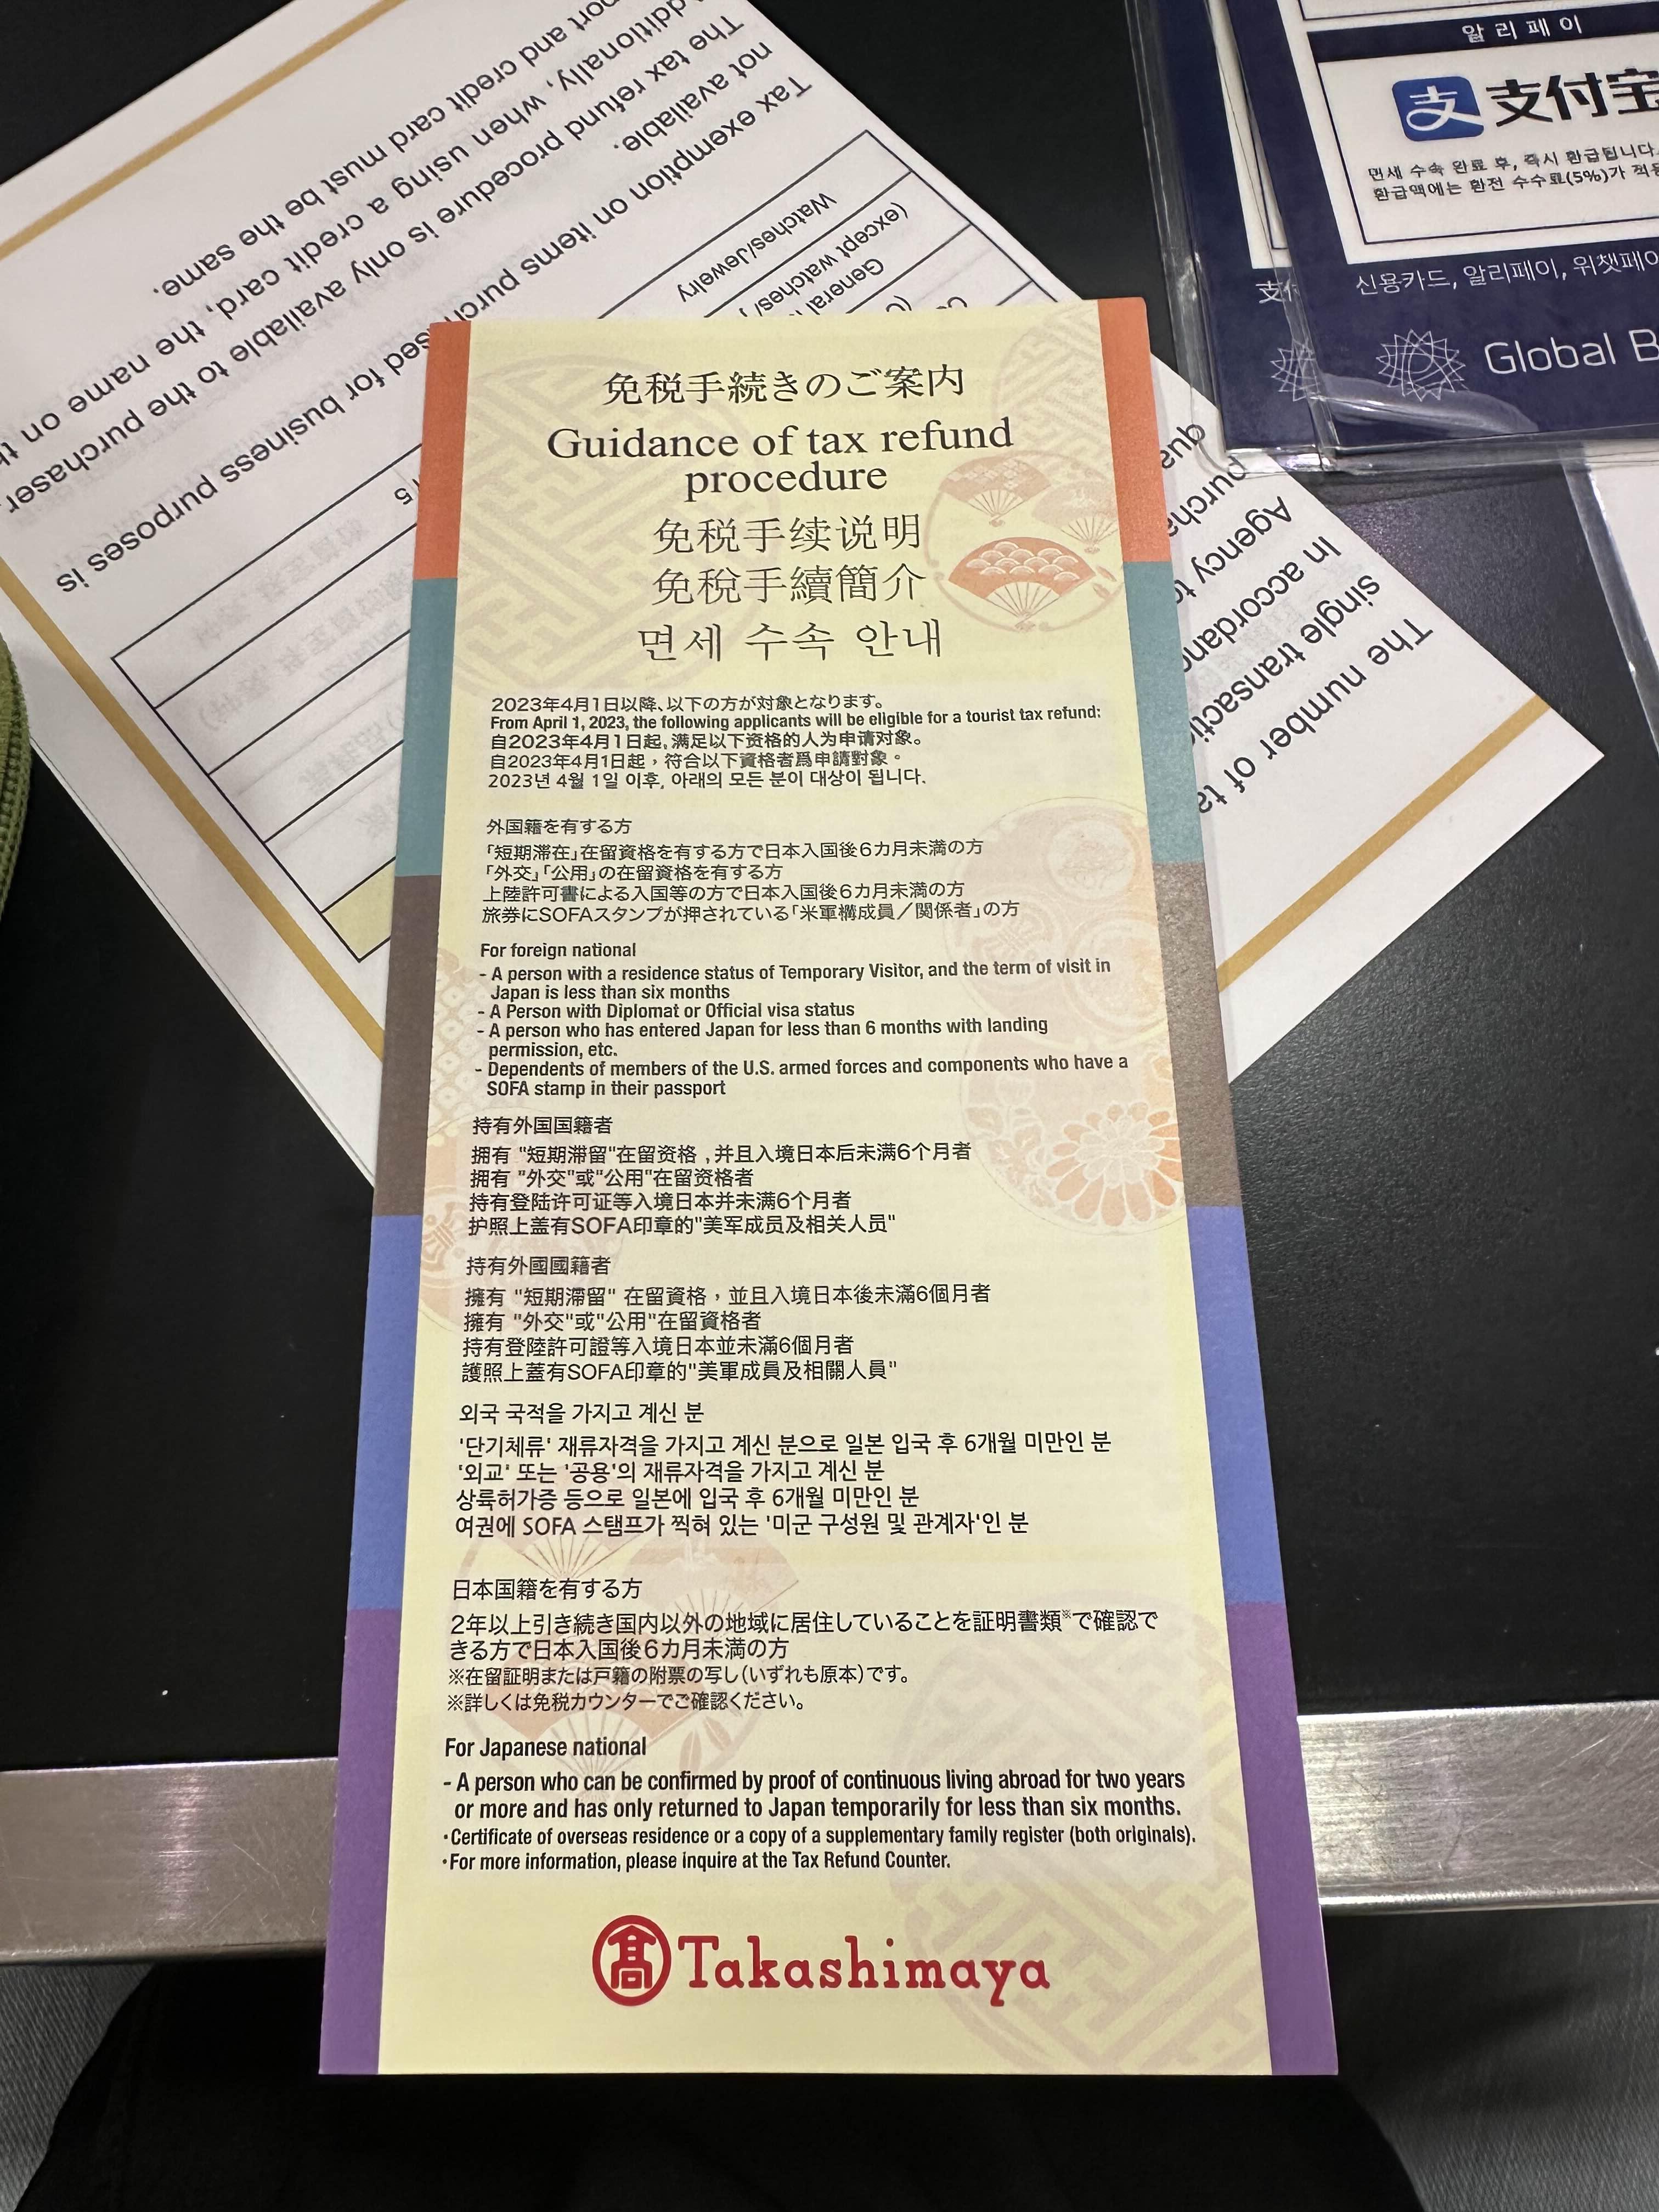 免税手続きのご案内
Guidance of tax refund
procedure
免税手续说明
免稅手續簡介
면세 수속 안내
2023年4月1日以降、以下の方が対象となります。
From April 1, 2023, the following applicants will be eligible for a tourist tax refund:
自2023年4月1日起,满足以下资格的人为申请对象。
自2023年4月1日起,符合以下資格者爲申請對象。
2023년 4월 1일 이후, 아래의 모든 분이 대상이 됩니다.
外国籍を有する方
「短期滞在」在留資格を有する方で日本入国後6カ月未満の方
「外交」「公用」の在留資格を有する方
上陸許可書による入国等の方で日本入国後6カ月未満の方
旅券にSOFAスタンプが押されている「米軍構成員/関係者」の方
For foreign national
- A person with a residence status of Temporary Visitor, and the term of visit in
Japan is less than six months
- A Person with Diplomat or Official visa status
- A person who has entered Japan for less than 6 months with landing
permission, etc.
- Dependents of members of the U.S. armed forces and components who have a
SOFA stamp in their passport
持有外国国籍者
拥有 "短期滞留"在留资格 ,并且入境日本后未满6个月者
拥有 "外交"或"公用"在留资格者
持有登陆许可证等入境日本并未满6个月者
护照上盖有SOFA印章的"美军成员及相关人员"
持有外國國籍者
擁有 "短期滯留" 在留資格,並且入境日本後未滿6個月者
擁有 "外交"或"公用"在留資格者
持有登陸許可證等入境日本並未滿6個月者
護照上蓋有SOFA印章的"美軍成員及相關人員"
외국 국적을 가지고 계신 분
'단기체류' 재류자격을 가지고 계신 분으로 일본 입국 후 6개월 미만인 분
'외교' 또는 '공용'의 재류자격을 가지고 계신 분
상륙허가증 등으로 일본에 입국 후 6개월 미만인 분
여권에 SOFA 스탬프가 찍혀 있는 '미군 구성원 및 관계자'인 분
日本国籍を有する方
2年以上引き続き国内以外の地域に居住していることを証明書類※で確認で
きる方で日本入国後6カ月未満の方
※在留証明または戸籍の附票の写し(いずれも原本)です。
※詳しくは免税カウンターでご確認ください。
For Japanese national
- A person who can be confirmed by proof of continuous living abroad for two years
or more and has only returned to Japan temporarily for less than six months.
・Certificate of overseas residence or a copy of a supplementary family register (both originals).
・For more information, please inquire at the Tax Refund Counter.
髙 Takashimaya
알리페이
支 支付宝
면세 수속 완료 후, 즉시 환급됩니다.
환급액에는 환전 수수료(5%)가
신용카드, 알리페이, 위챗페이
Global
The number of
single transaction
In accordance
Agency
Watches/Jewelry
General
(except watches/
Tax exemption on items purchased for business purposes is
not available.
The tax refund procedure is only available to the purchaser.
Additionally, when using a credit card, the name on
and credit card must be the same.